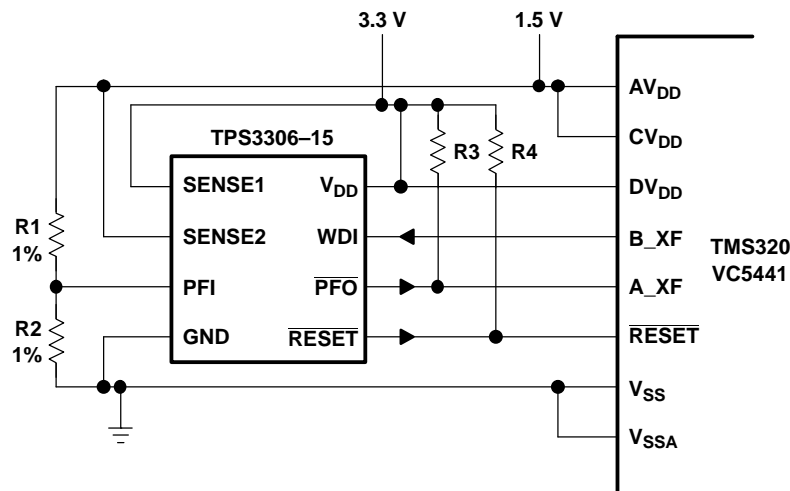 3.3 V
1.5 V
TPS3306–15
SENSE1
SENSE2
PFI
GND
V_DD
WDI
PFO
RESET
R1
1%
R2
1%
R3
R4
AV_DD
CV_DD
DV_DD
B_XF
A_XF
RESET
V_SS
V_SSA
TMS320
VC5441